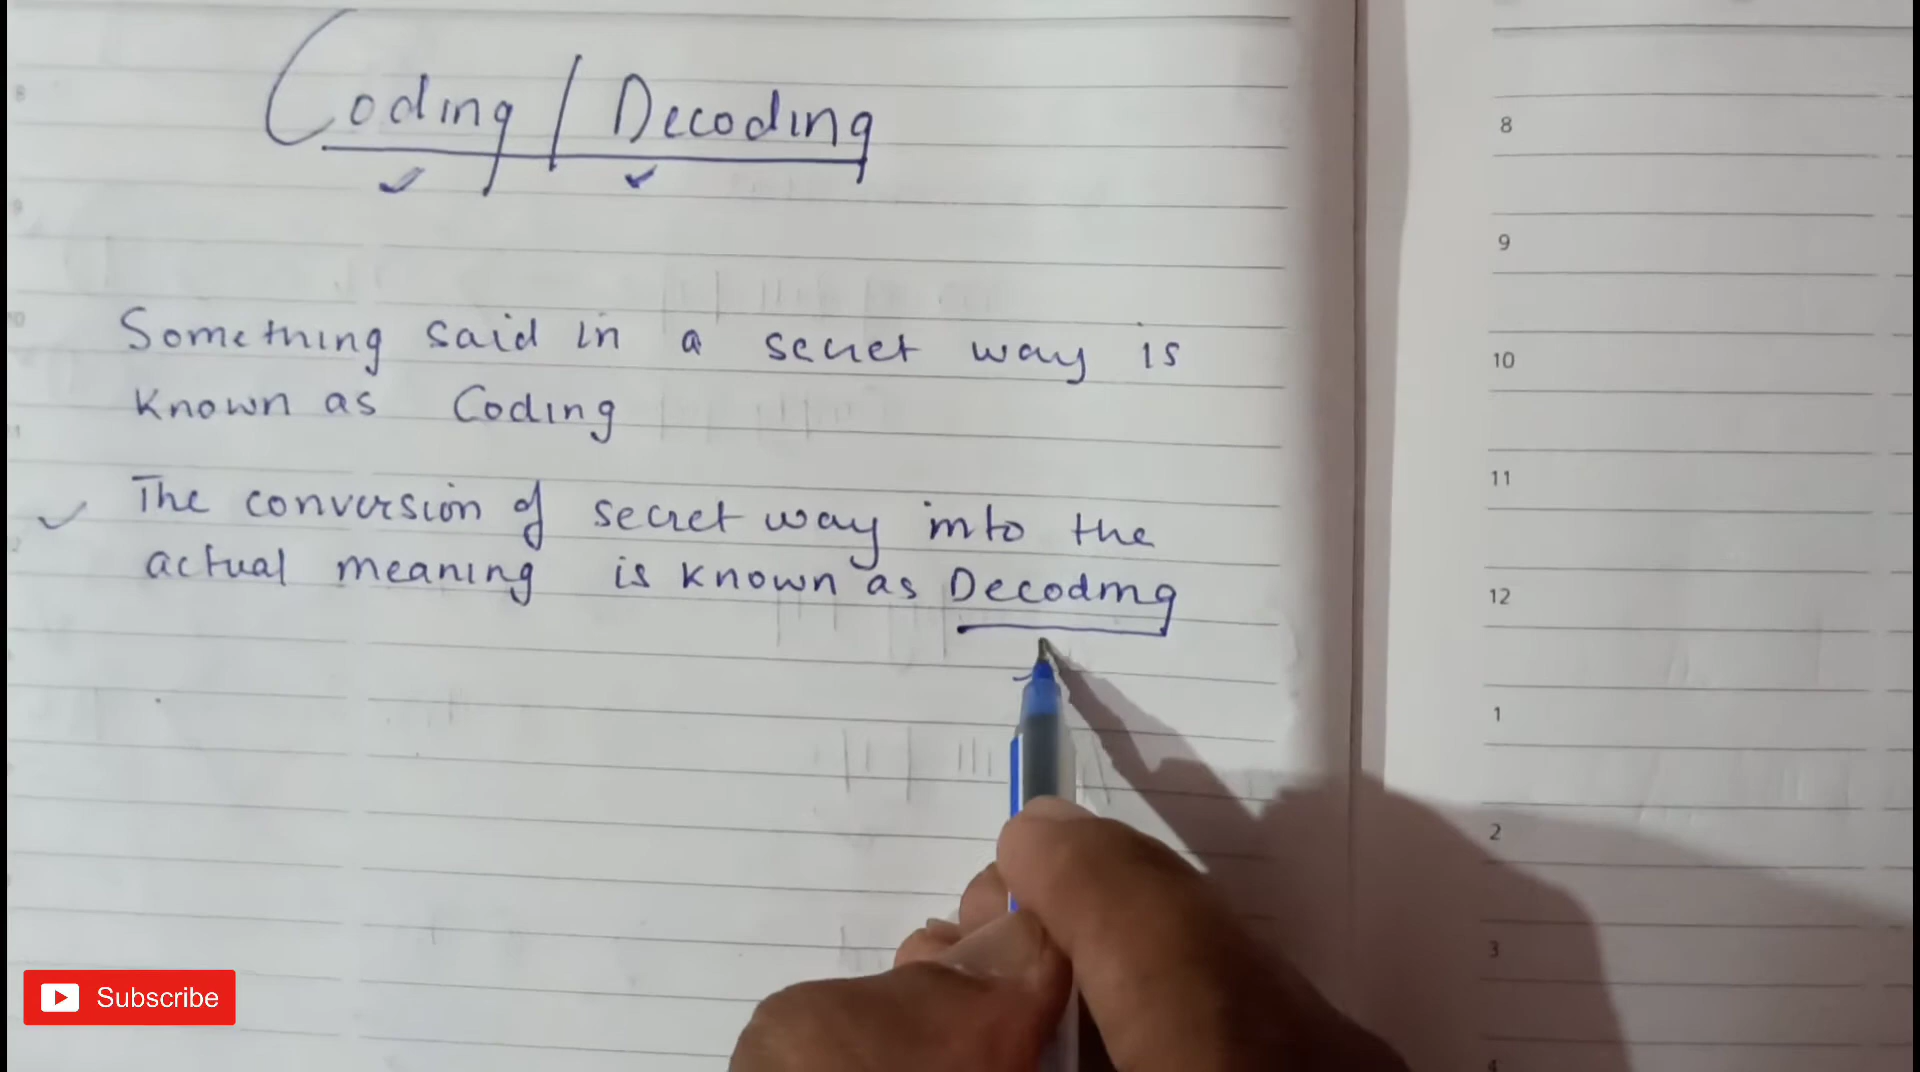 Coding / Decoding
Something said in a secret way is
known as Coding
The conversion of secret way into the
actual meaning is known as Decoding
8
9
10
11
12
1
2
3
Subscribe